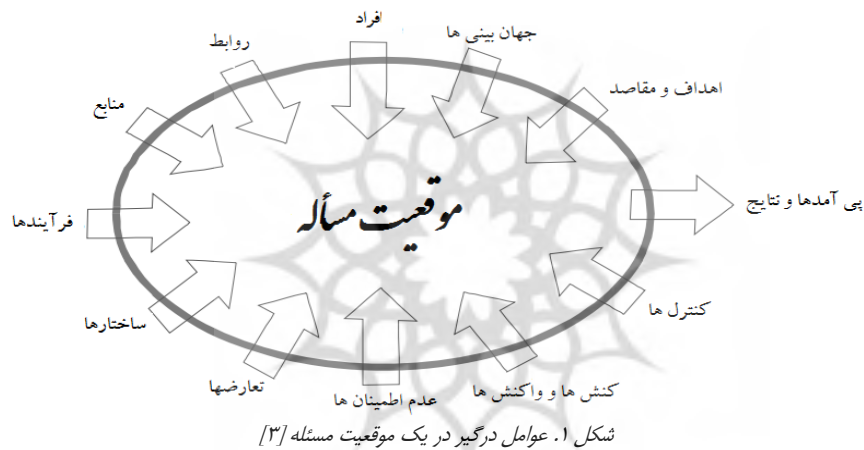 افراد
جهان بینی ها
روابط
اهداف و مقاصد
منابع
پی آمدها و نتایج
موقعیت مسأله
فرآیندها
کنترل ها
ساختارها
کنش ها و واکنش ها
تعارضها
عدم اطمینان ها
شکل ۱. عوامل درگیر در یک موقعیت مسئله [۳]